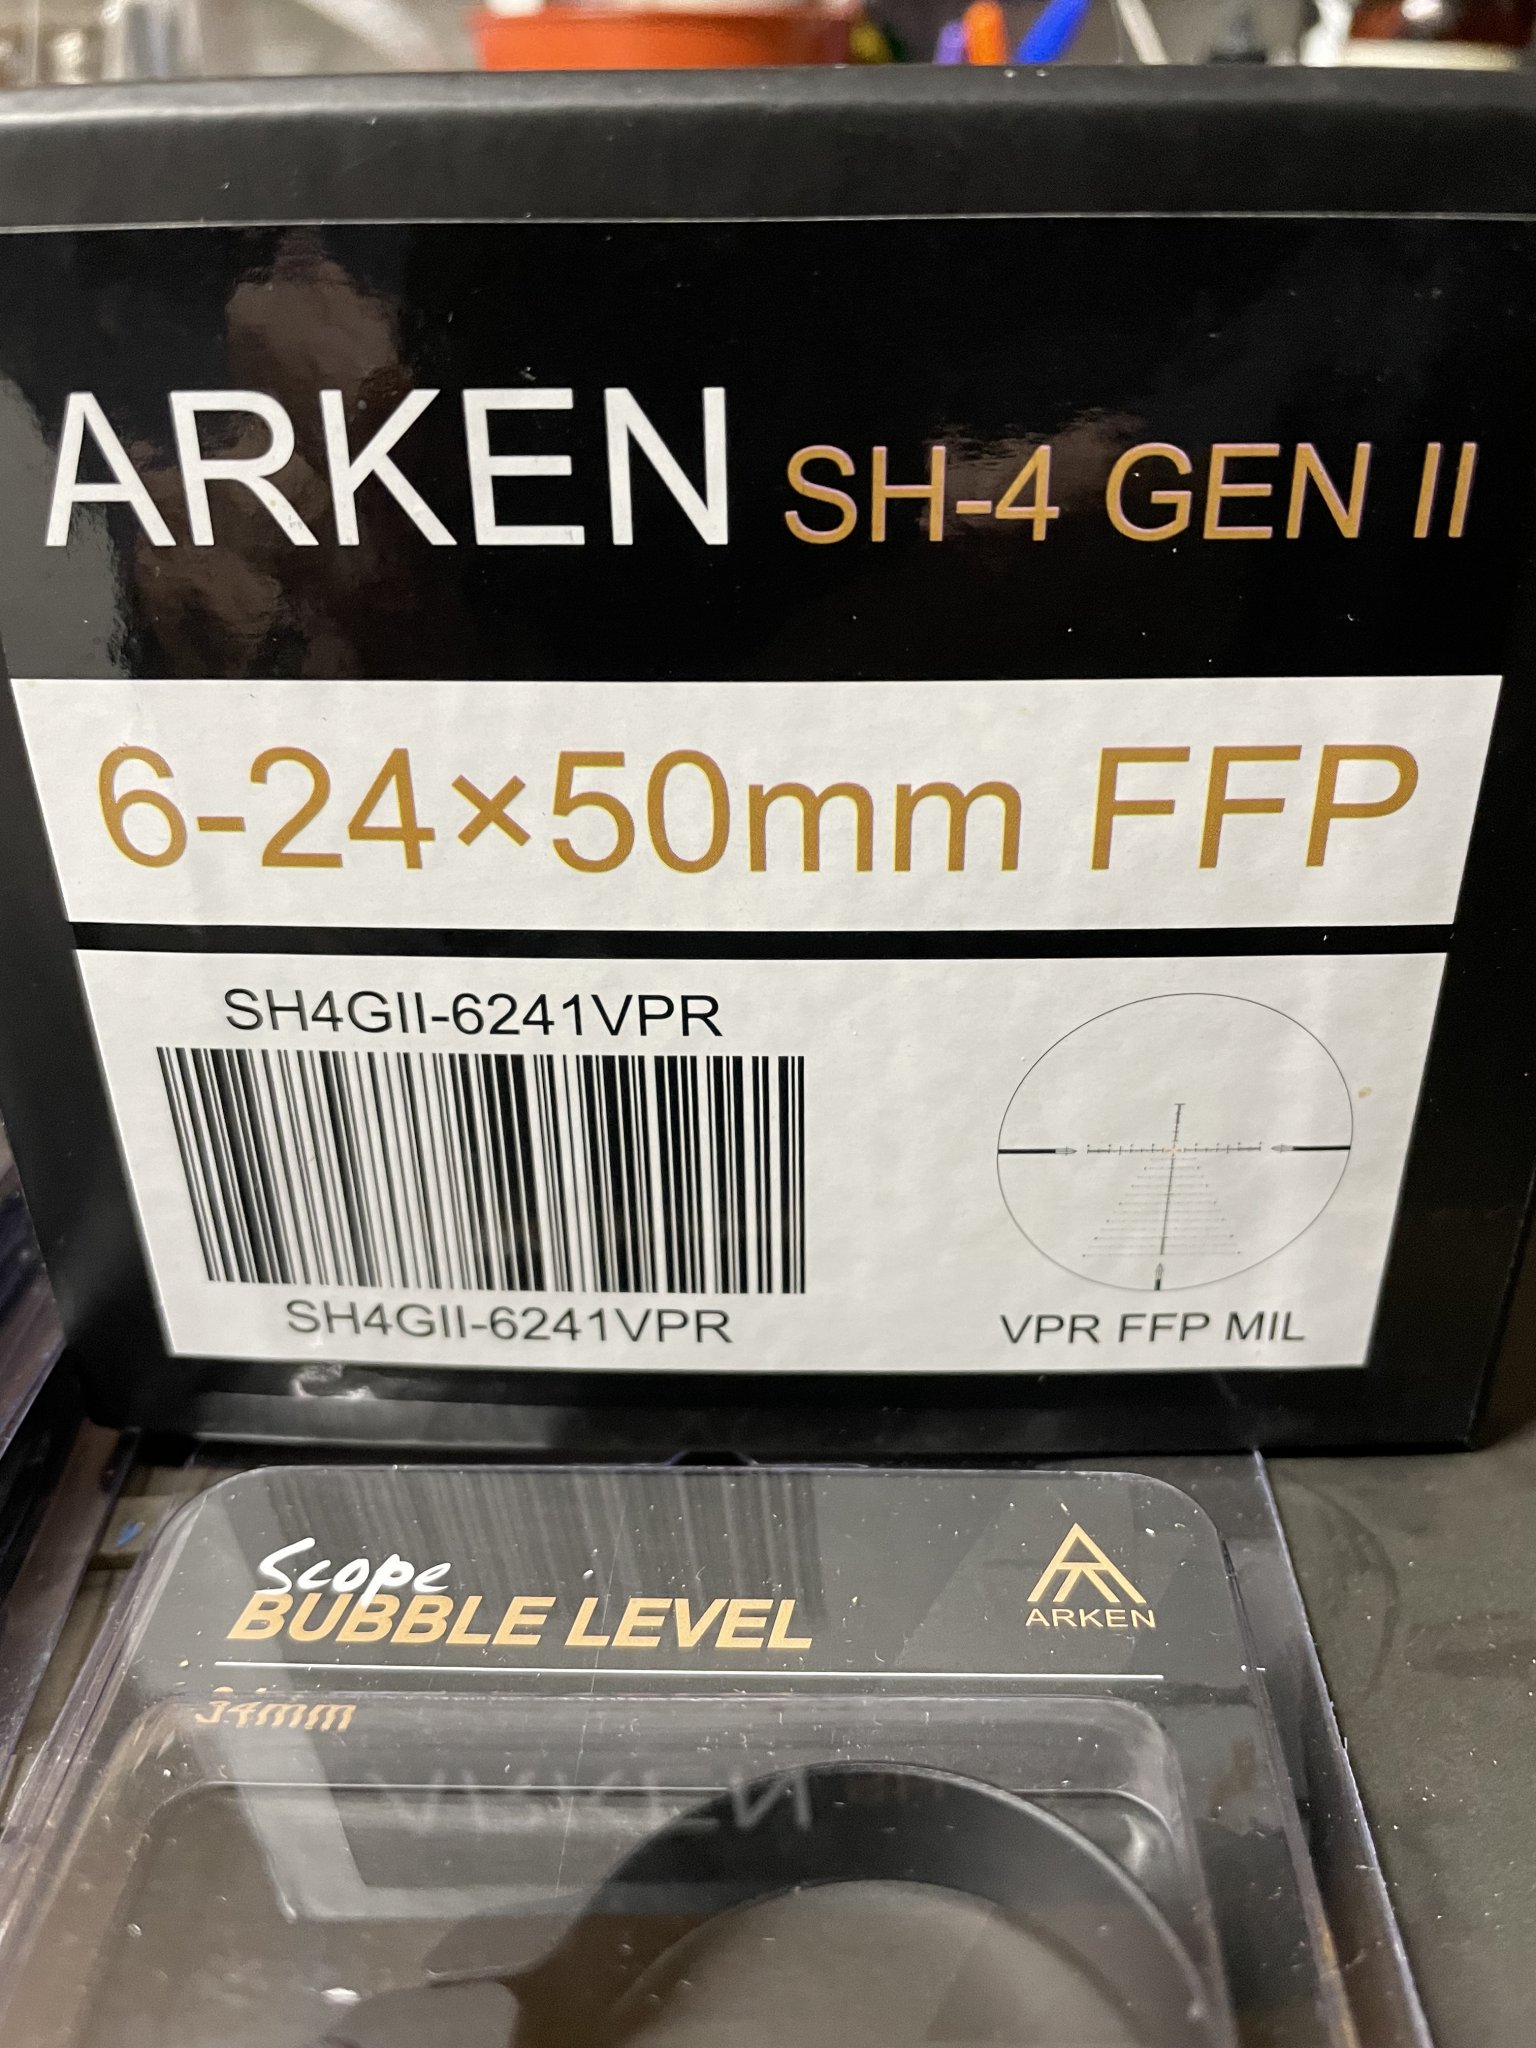 ARKEN SH-4 GEN II
6-24×50mm FFP
SH4GII-6241VPR
SH4GII-6241VPR
VPR FFP MIL
Scope
BUBBLE LEVEL
ARKEN
34mm